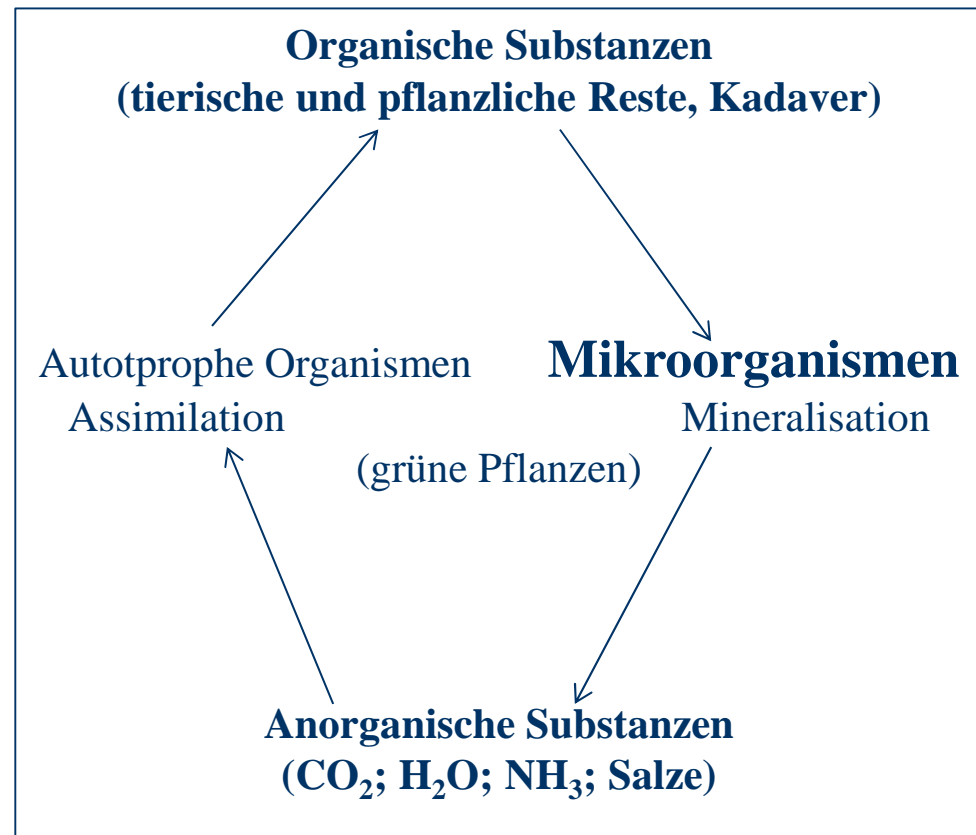 Organische Substanzen
(tierische und pflanzliche Reste, Kadaver)
Autotprophe Organismen
Assimilation
Mikroorganismen
Mineralisation
(grüne Pflanzen)
Anorganische Substanzen
(CO₂; H₂O; NH₃; Salze)